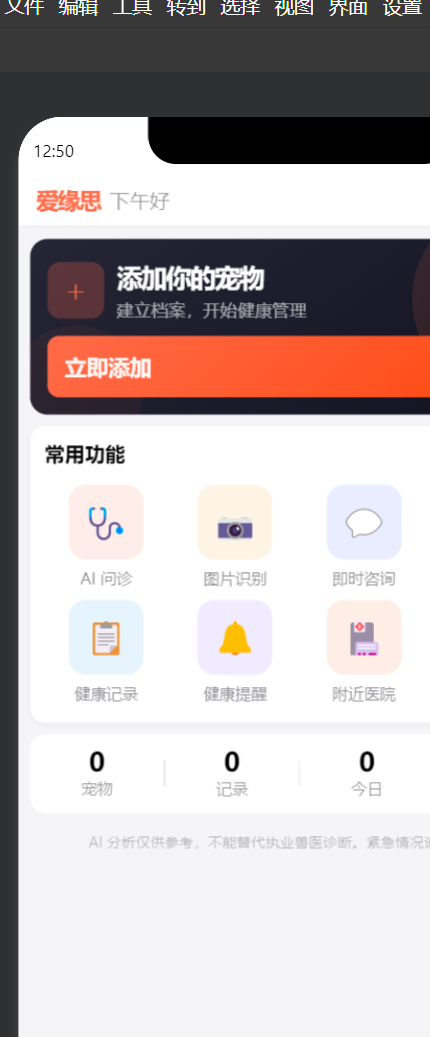 文件 编辑 工具 转到 选择 视图 界面 设置
12:50
爱缘思 下午好
添加你的宠物
建立档案，开始健康管理
立即添加
常用功能
AI 问诊 图片识别 即时咨询
健康记录 健康提醒 附近医院
0 0 0
宠物 记录 今日
AI 分析仅供参考，不能替代执业兽医诊断。紧急情况